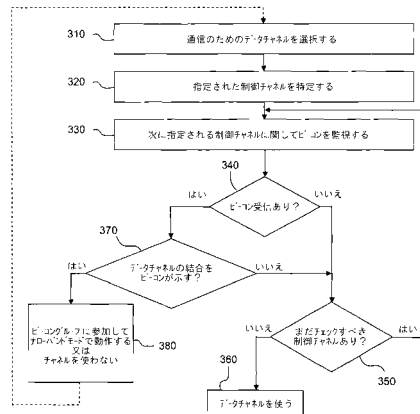 310
通信のためのデータチャネルを選択する
320
指定された制御チャネルを特定する
330
次に指定される制御チャネルに関してビーコンを監視する
340
はい
いいえ
ビーコン受信あり?
370
はい
データチャネルの結合を
ビーコンが示す?
いいえ
ビーコングループに参加して
ナローバンドモードで動作する
又は
チャネルを使わない
380
いいえ
まだチェックすべき
制御チャネルあり?
はい
350
360
データチャネルを使う